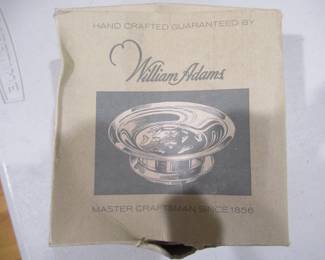 HAND CRAFTED GUARANTEED BY
William Adams
MASTER CRAFTSMAN SINCE 1856